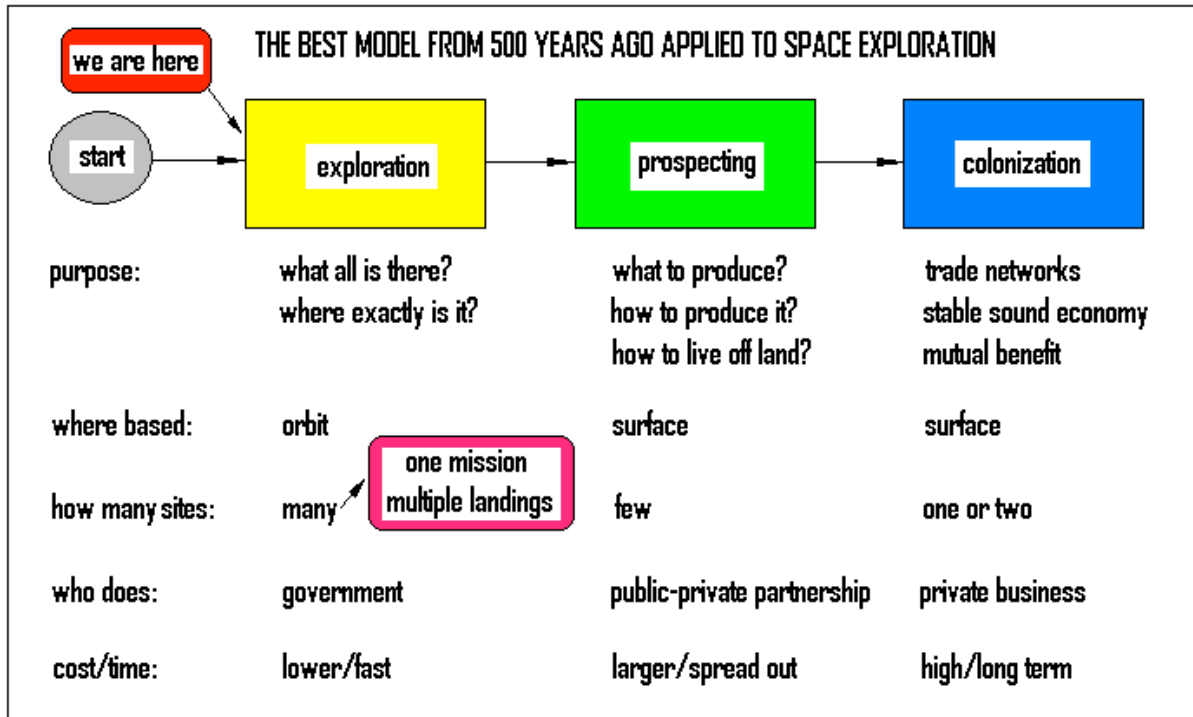 THE BEST MODEL FROM 500 YEARS AGO APPLIED TO SPACE EXPLORATION
we are here
start
exploration
prospecting
colonization
purpose:
what all is there?
where exactly is it?
what to produce?
how to produce it?
how to live off land?
trade networks
stable sound economy
mutual benefit
where based:
orbit
surface
surface
how many sites:
many
one mission
multiple landings
few
one or two
who does:
government
public-private partnership
private business
cost/time:
lower/fast
larger/spread out
high/long term